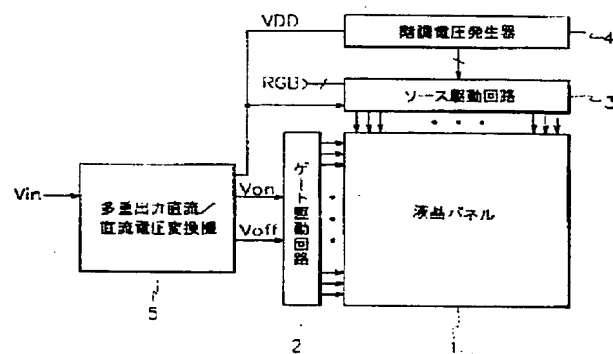 VDD
階調電圧発生器
4
RGB
ソース駆動回路
3
Vin
多重出力直流/
直流電圧変換機
Von
Voff
ゲート駆動回路
液晶パネル
5
2
1